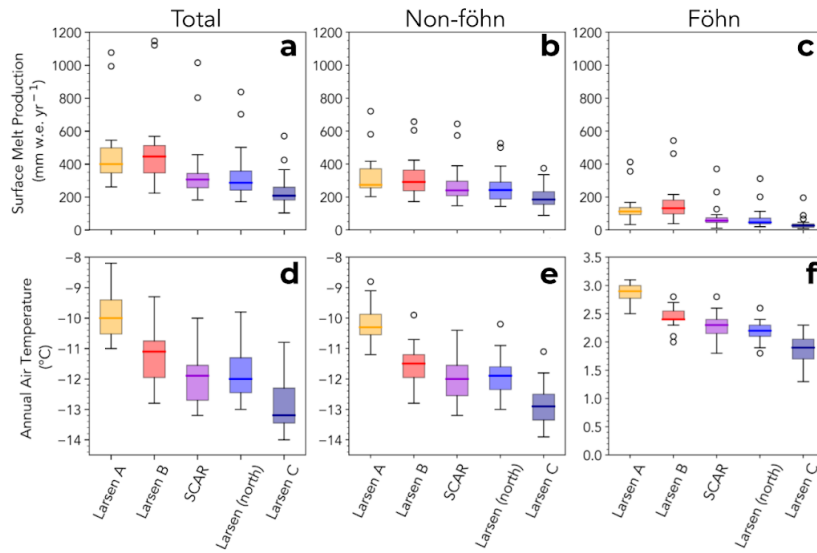 Total
Non-föhn
Föhn
Surface Melt Production
(mm w.e. yr⁻¹)
1200
1000
800
600
400
200
0
a
1200
1000
800
600
400
200
0
b
1200
1000
800
600
400
200
0
c
Annual Air Temperature
(°C)
−8
−9
−10
−11
−12
−13
−14
d
−8
−9
−10
−11
−12
−13
−14
e
3.5
3.0
2.5
2.0
1.5
1.0
0.5
0.0
f
Larsen A
Larsen B
SCAR
Larsen (north)
Larsen C
Larsen A
Larsen B
SCAR
Larsen (north)
Larsen C
Larsen A
Larsen B
SCAR
Larsen (north)
Larsen C